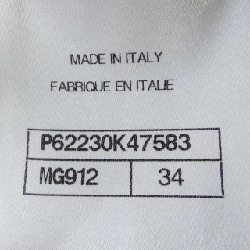 MADE IN ITALY
FABRIQUE EN ITALIE
P62230K47583
MG912 34